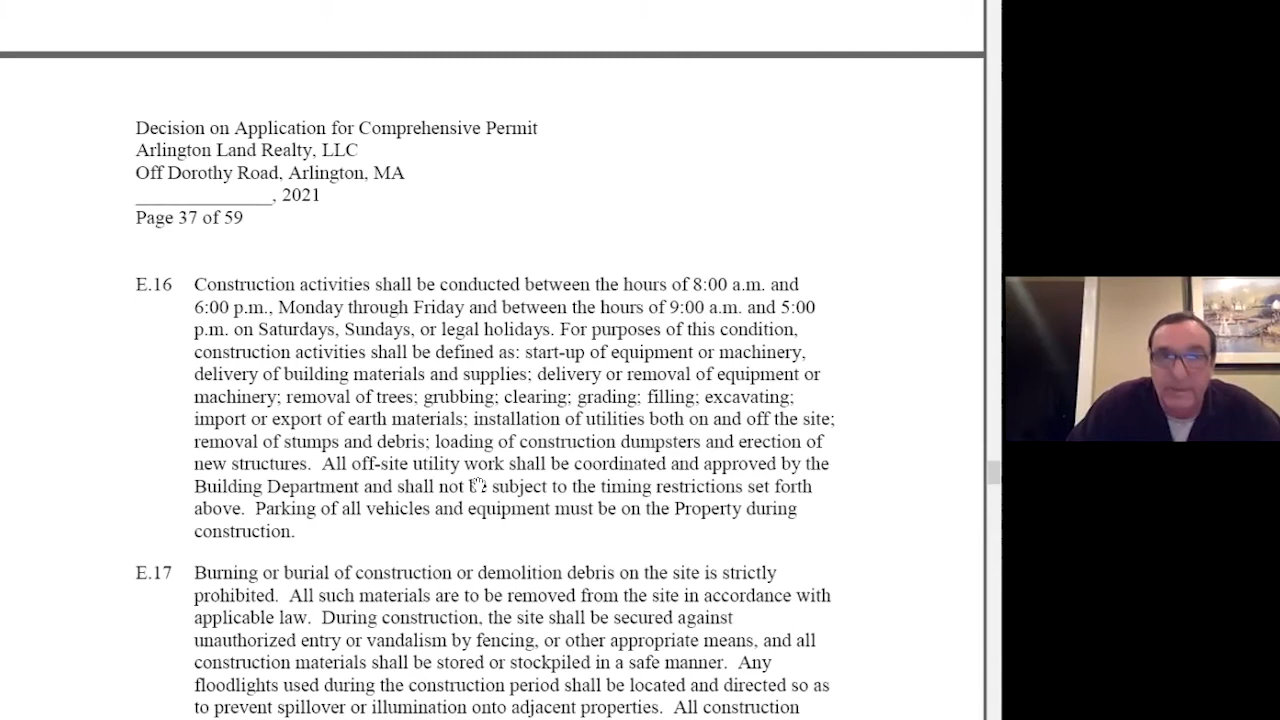 Decision on Application for Comprehensive Permit
Arlington Land Realty, LLC
Off Dorothy Road, Arlington, MA
_______________, 2021
Page 37 of 59
E.16 Construction activities shall be conducted between the hours of 8:00 a.m. and
6:00 p.m., Monday through Friday and between the hours of 9:00 a.m. and 5:00
p.m. on Saturdays, Sundays, or legal holidays. For purposes of this condition,
construction activities shall be defined as: start-up of equipment or machinery,
delivery of building materials and supplies; delivery or removal of equipment or
machinery; removal of trees; grubbing; clearing; grading; filling; excavating;
import or export of earth materials; installation of utilities both on and off the site;
removal of stumps and debris; loading of construction dumpsters and erection of
new structures. All off-site utility work shall be coordinated and approved by the
Building Department and shall not subject to the timing restrictions set forth
above. Parking of all vehicles and equipment must be on the Property during
construction.
E.17 Burning or burial of construction or demolition debris on the site is strictly
prohibited. All such materials are to be removed from the site in accordance with
applicable law. During construction, the site shall be secured against
unauthorized entry or vandalism by fencing, or other appropriate means, and all
construction materials shall be stored or stockpiled in a safe manner. Any
floodlights used during the construction period shall be located and directed so as
to prevent spillover or illumination onto adjacent properties. All construction